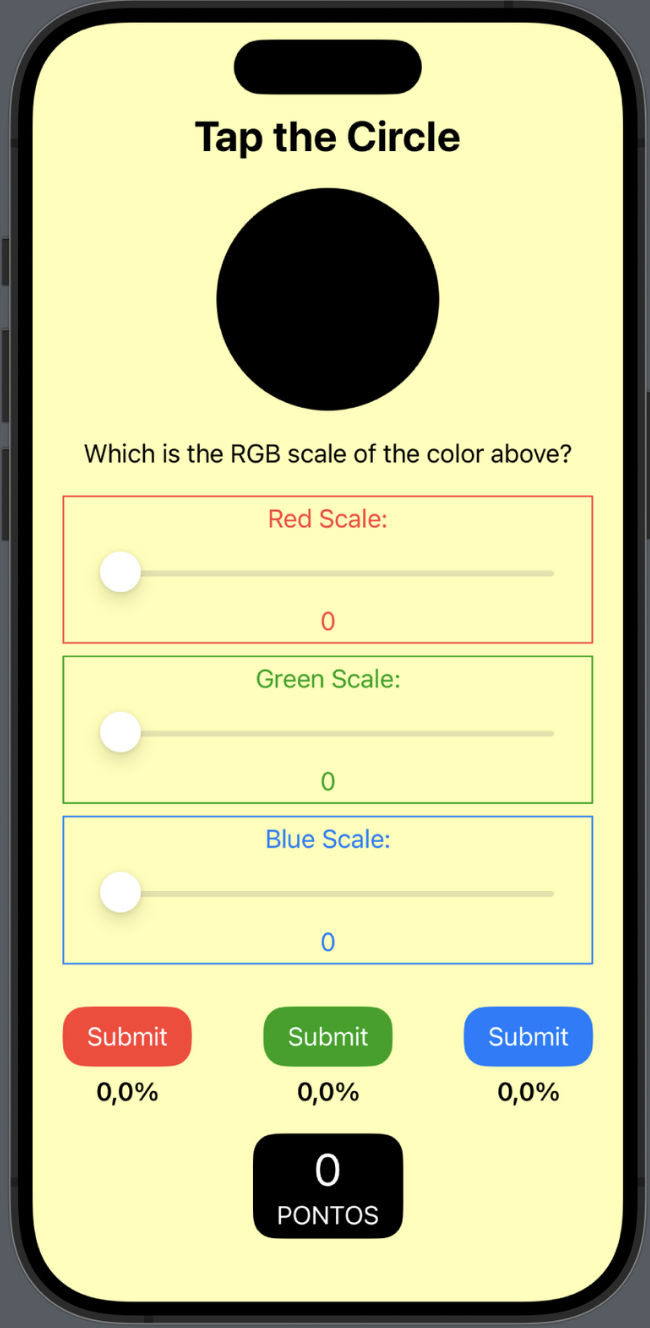 Tap the Circle
Which is the RGB scale of the color above?
Red Scale:
0
Green Scale:
0
Blue Scale:
0
Submit Submit Submit
0,0% 0,0% 0,0%
0
PONTOS